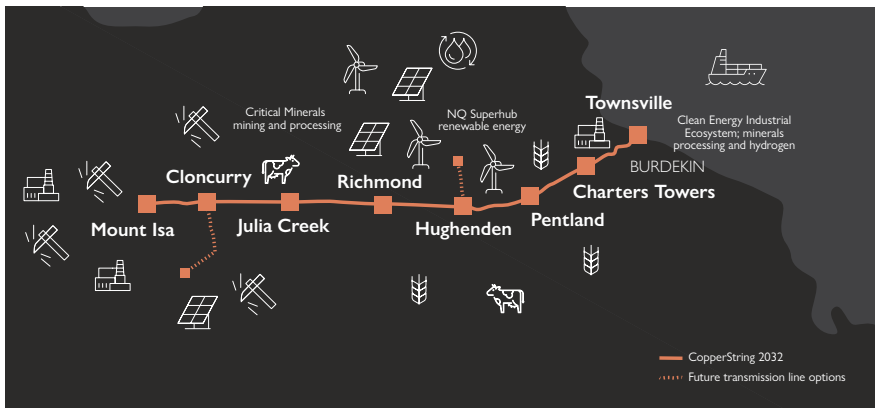 Critical Minerals
mining and processing
NQ Superhub
renewable energy
Townsville
Clean Energy Industrial
Ecosystem; minerals
processing and hydrogen
BURDEKIN
Cloncurry
Richmond
Charters Towers
Mount Isa
Julia Creek
Hughenden
Pentland
CopperString 2032
Future transmission line options